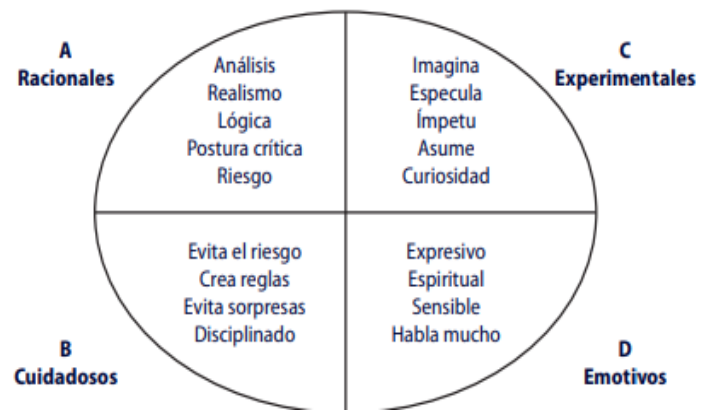 A
Racionales
Análisis
Realismo
Lógica
Postura crítica
Riesgo
Imagina
Especula
Ímpetu
Asume
Curiosidad
C
Experimentales
B
Cuidadosos
Evita el riesgo
Crea reglas
Evita sorpresas
Disciplinado
Expresivo
Espiritual
Sensible
Habla mucho
D
Emotivos